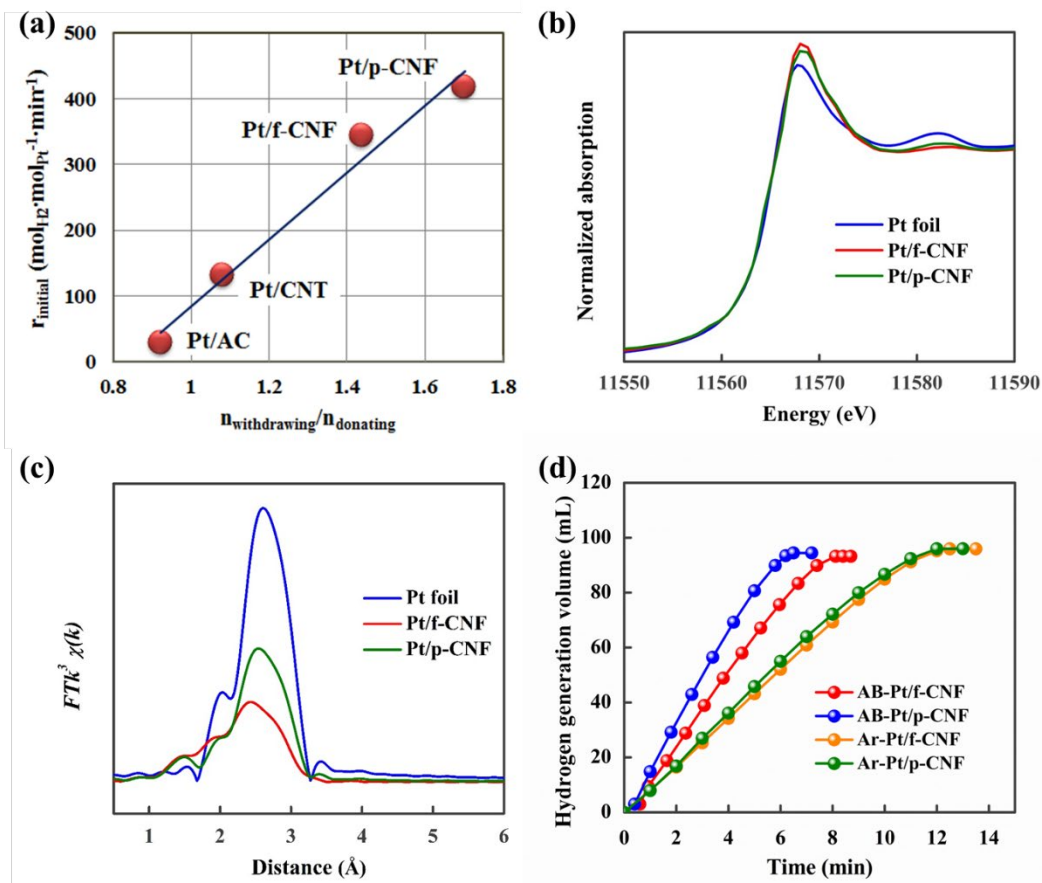 (a)
500
400
300
200
100
0
r_initial (mol_H2·mol_Pt^-1·min^-1)
Pt/p-CNF
Pt/f-CNF
Pt/CNT
Pt/AC
0.8 1 1.2 1.4 1.6 1.8
n_withdrawing/n_donating
(b)
Normalized absorption
Pt foil
Pt/f-CNF
Pt/p-CNF
11550 11560 11570 11580 11590
Energy (eV)
(c)
FTk³ χ(k)
Pt foil
Pt/f-CNF
Pt/p-CNF
1 2 3 4 5 6
Distance (Å)
(d)
Hydrogen generation volume (mL)
120
100
80
60
40
20
0
AB-Pt/f-CNF
AB-Pt/p-CNF
Ar-Pt/f-CNF
Ar-Pt/p-CNF
0 2 4 6 8 10 12 14
Time (min)